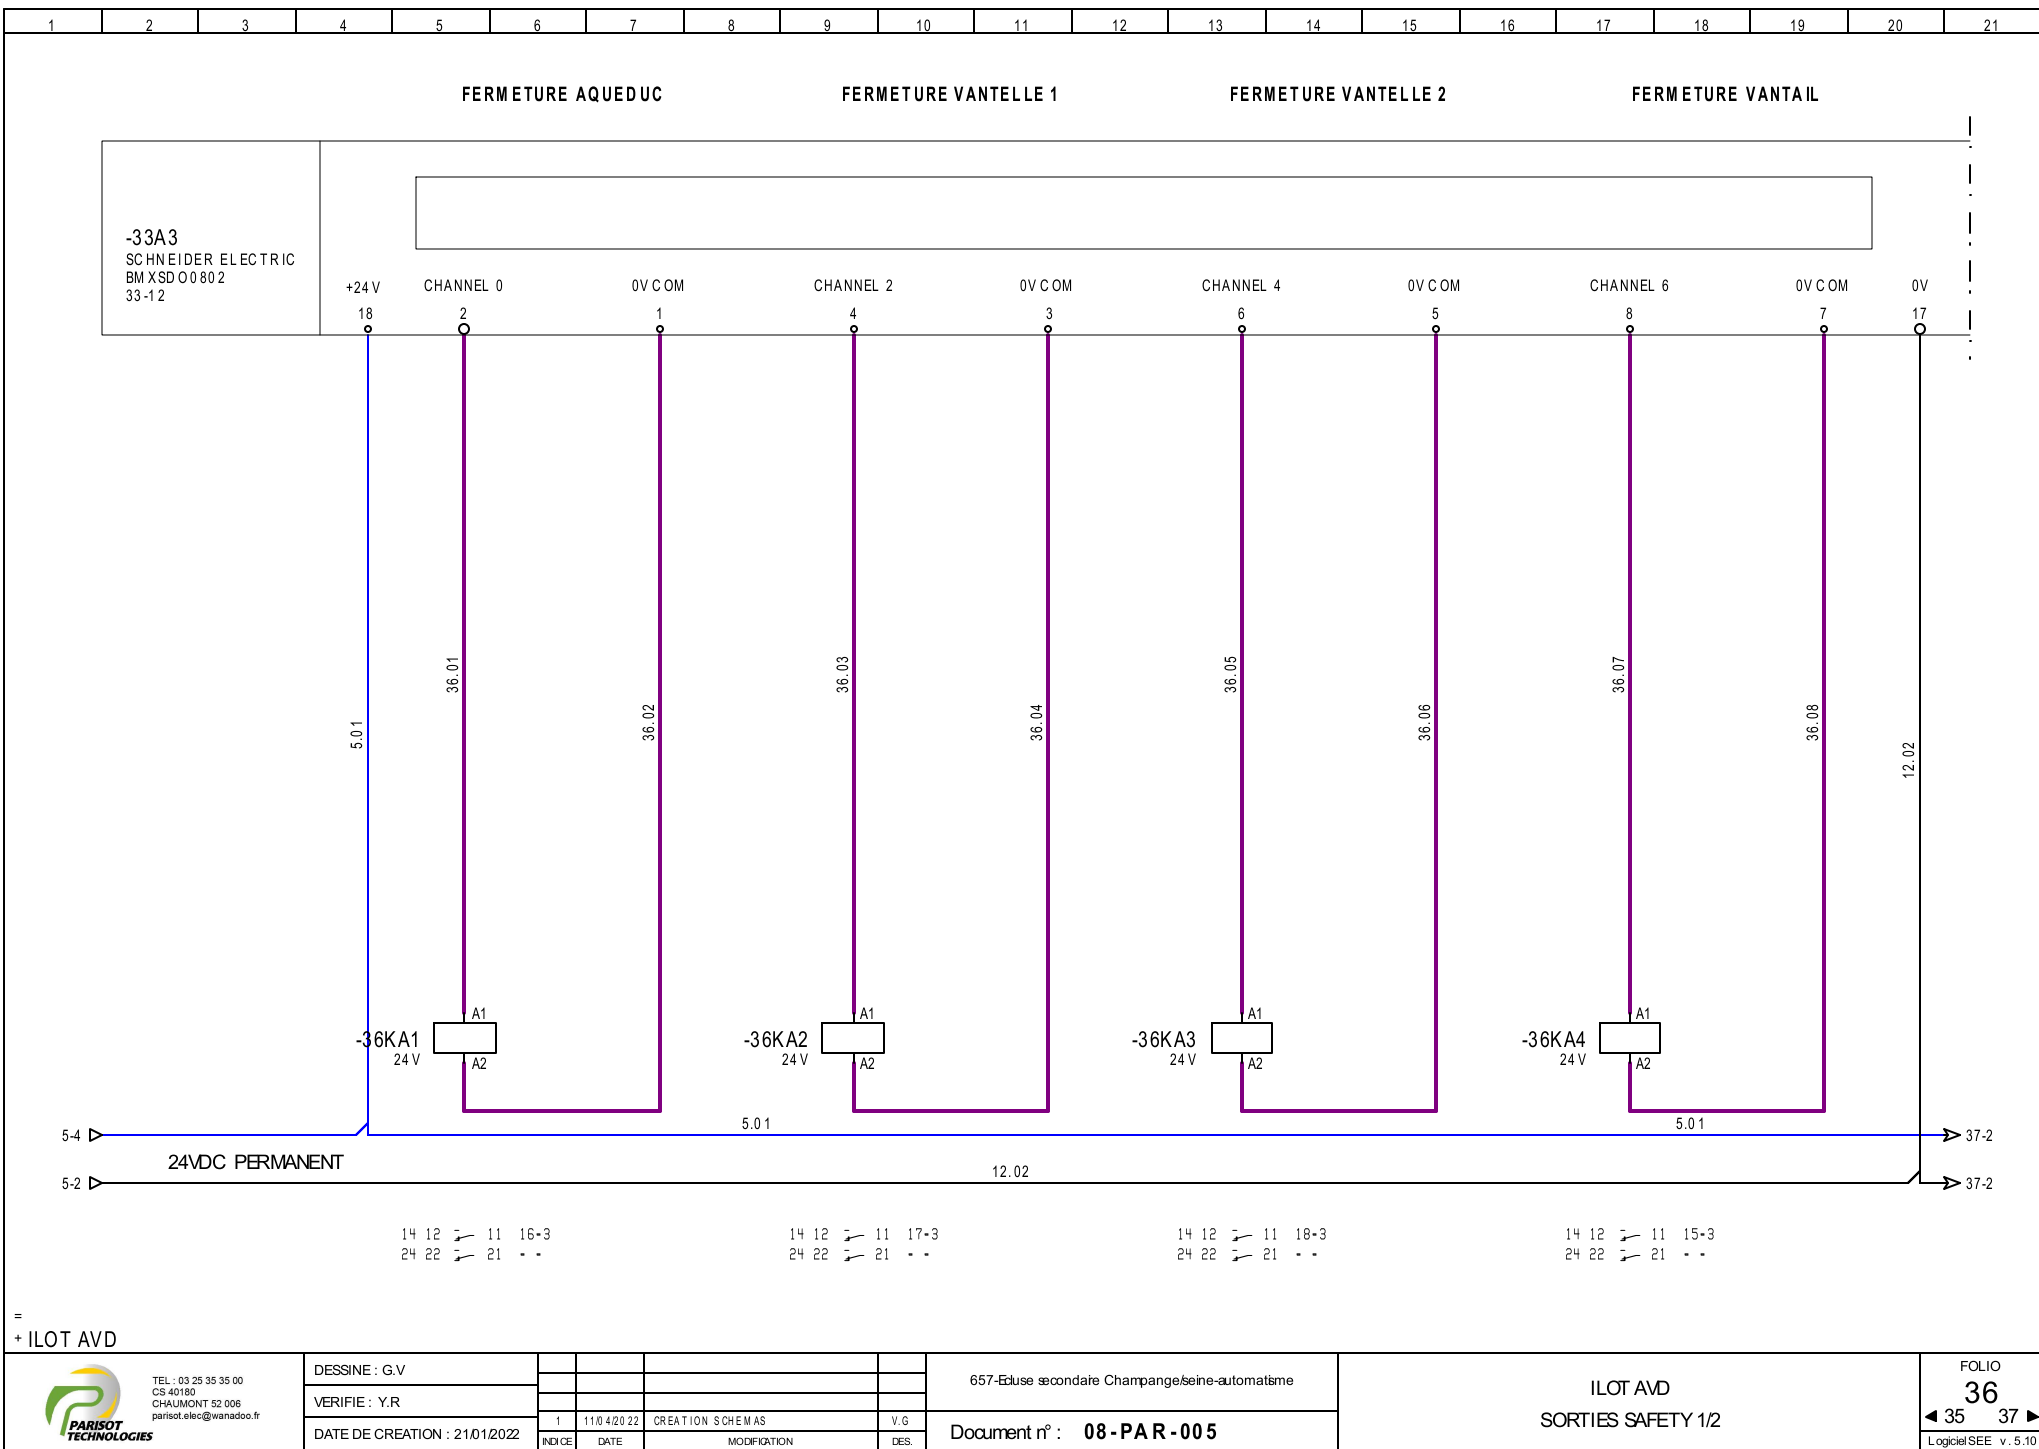 1 2 3 4 5 6 7 8 9 10 11 12 13 14 15 16 17 18 19 20 21
FERMETURE AQUEDUC FERMETURE VANTELLE 1 FERMETURE VANTELLE 2 FERMETURE VANTAIL
-33A3
SCHNEIDER ELECTRIC
BMXSDO0802
33-12
+24V CHANNEL 0 0V COM CHANNEL 2 0V COM CHANNEL 4 0V COM CHANNEL 6 0V COM 0V
18 2 1 4 3 6 5 8 7 17
36.01 36.03 36.05 36.07
5.01 36.02 36.04 36.06 36.08 12.02
A1 A1 A1 A1
-36KA1 -36KA2 -36KA3 -36KA4
24V 24V 24V 24V
A2 A2 A2 A2
5.01 5.01
5-4 37-2
24VDC PERMANENT
12.02
5-2 37-2
14 12 11 16-3 14 12 11 17-3 14 12 11 18-3 14 12 11 15-3
24 22 21 - - 24 22 21 - - 24 22 21 - - 24 22 21 - -
=
+ ILOT AVD
PARISOT
TECHNOLOGIES
TEL : 03 25 35 35 00
CS 40180
CHAUMONT 52 006
parisot.elec@wanadoo.fr
DESSINE : G.V
VERIFIE : Y.R
DATE DE CREATION : 21/01/2022
1 11/04/2022 CREATION SCHEMAS V.G
INDICE DATE MODIFICATION DES.
657-Ecluse secondaire Champange/seine-automatisme
Document n° : 08-PAR-005
ILOT AVD
SORTIES SAFETY 1/2
FOLIO
36
35 37
Logiciel SEE v. 5.10